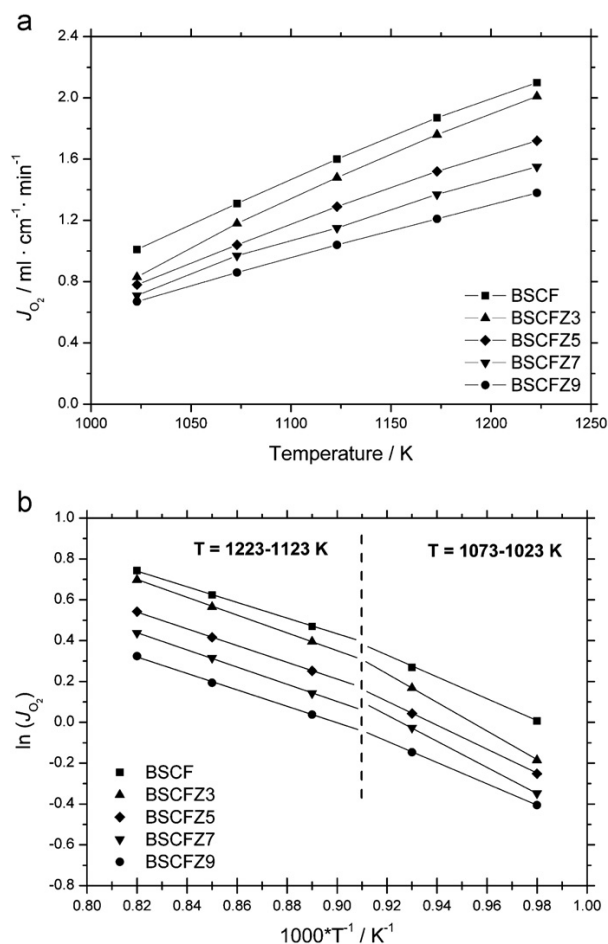 a
2.4
2.0
1.6
1.2
0.8
0.4
0.0
J_O₂ / ml · cm⁻¹ · min⁻¹
BSCF
BSCFZ3
BSCFZ5
BSCFZ7
BSCFZ9
1000 1050 1100 1150 1200 1250
Temperature / K
b
1.0
0.8
0.6
0.4
0.2
0.0
-0.2
-0.4
-0.6
-0.8
ln (J_O₂)
T = 1223-1123 K
T = 1073-1023 K
BSCF
BSCFZ3
BSCFZ5
BSCFZ7
BSCFZ9
0.80 0.82 0.84 0.86 0.88 0.90 0.92 0.94 0.96 0.98 1.00
1000*T⁻¹ / K⁻¹